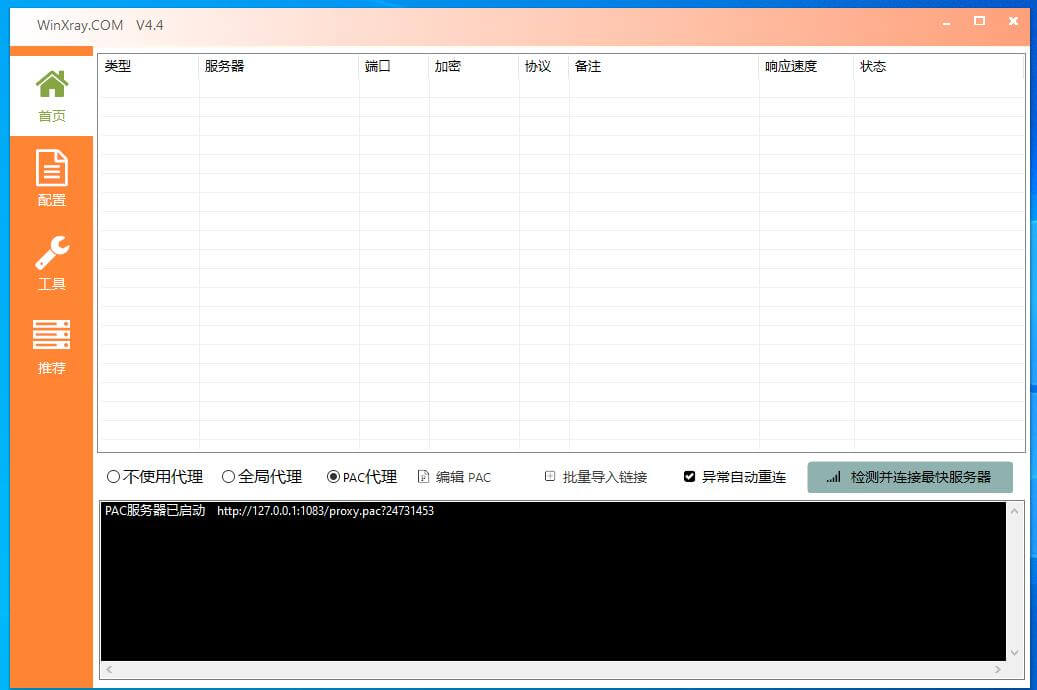 WinXray.COM V4.4
首页
配置
工具
推荐
类型 服务器 端口 加密 协议 备注 响应速度 状态
不使用代理 全局代理 PAC代理 编辑 PAC 批量导入链接 异常自动重连 检测并连接最快服务器
PAC服务器已启动 http://127.0.0.1:1083/proxy.pac?24731453